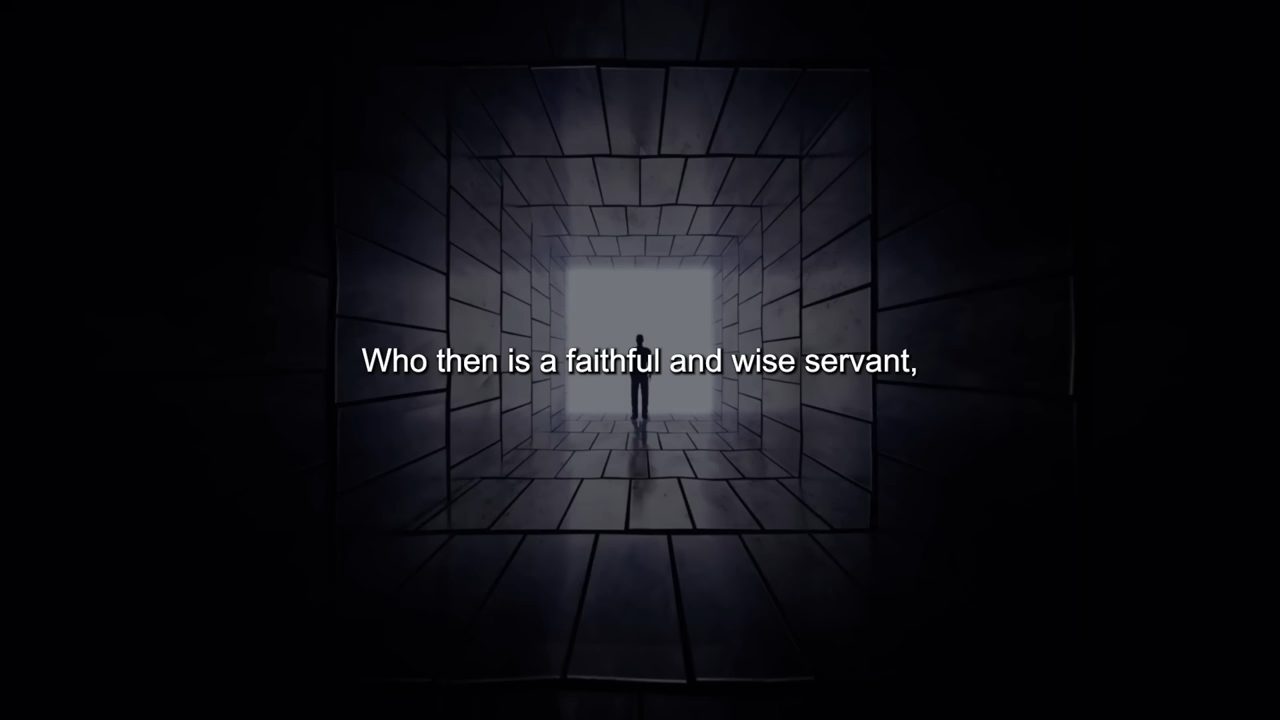 Who then is a faithful and wise servant,